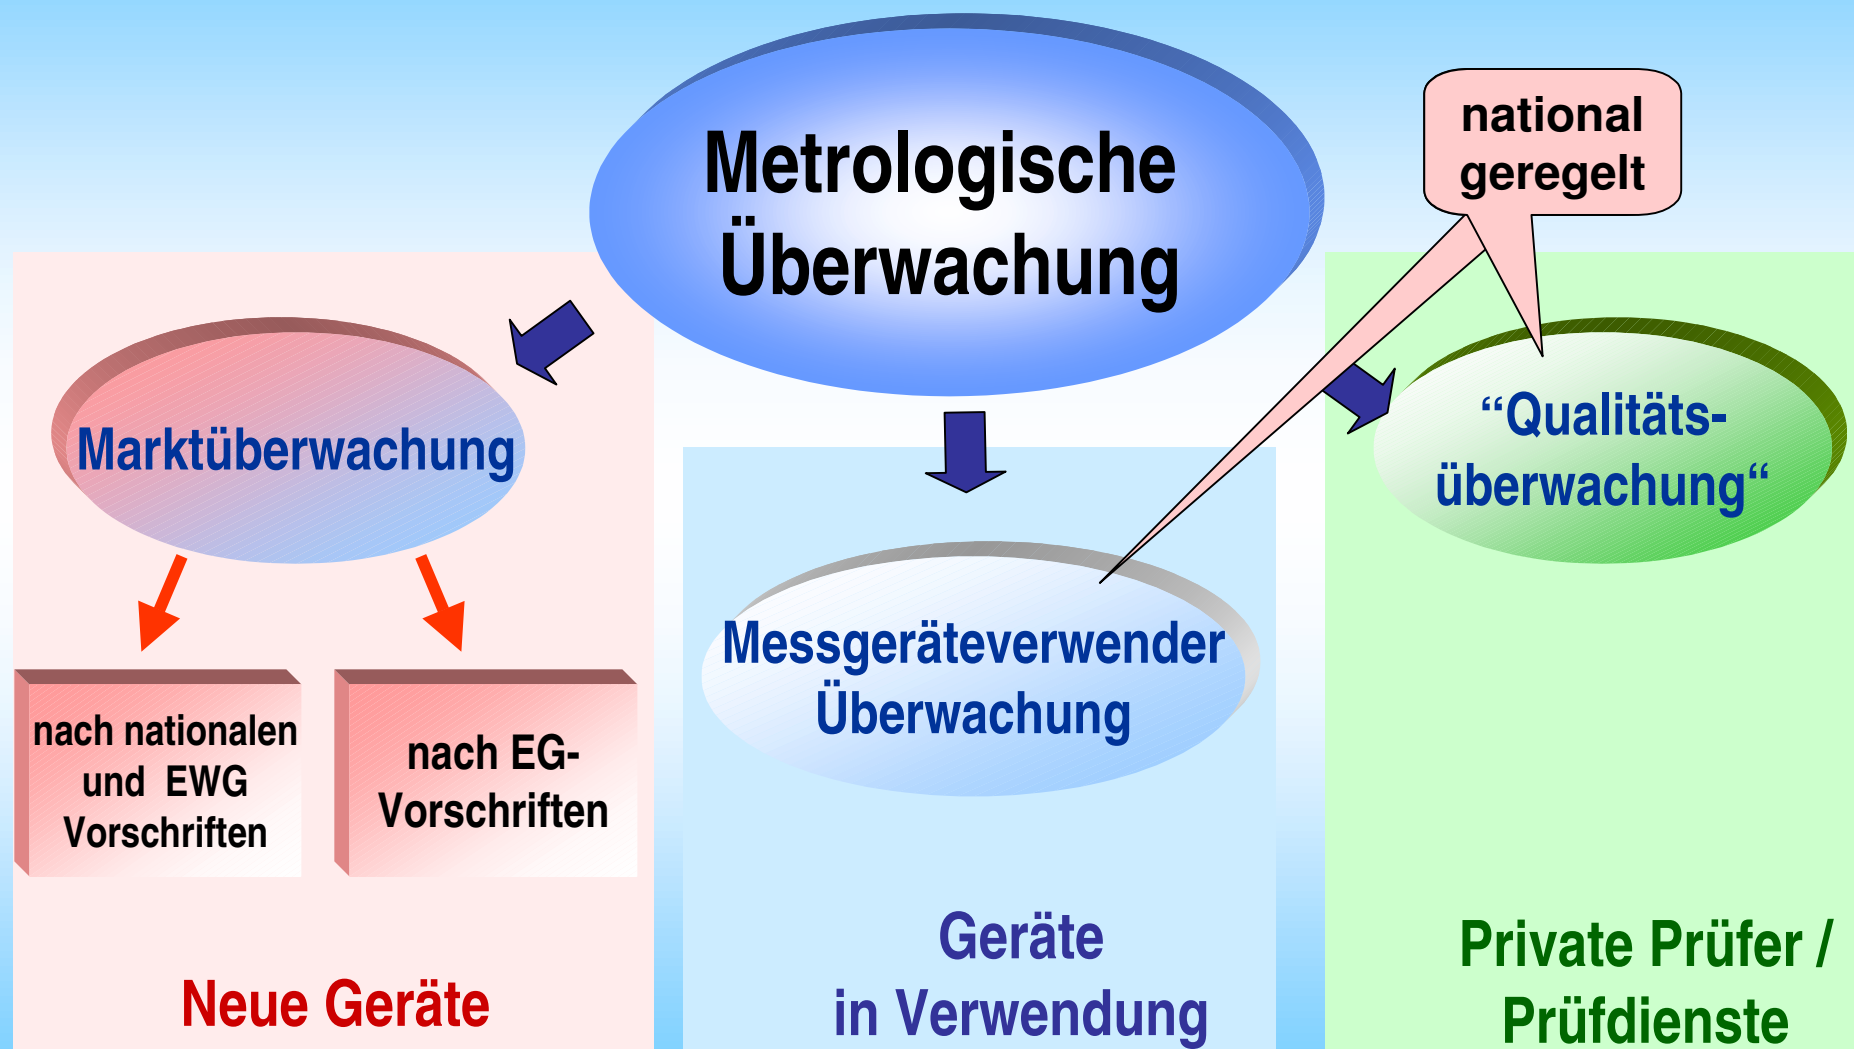 Metrologische
Überwachung
national
geregelt
Marktüberwachung
nach nationalen
und EWG
Vorschriften
nach EG-
Vorschriften
Neue Geräte
Messgeräteverwender
Überwachung
Geräte
in Verwendung
“Qualitäts-
überwachung“
Private Prüfer /
Prüfdienste